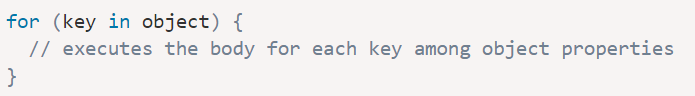 for (key in object) {
  // executes the body for each key among object properties
}